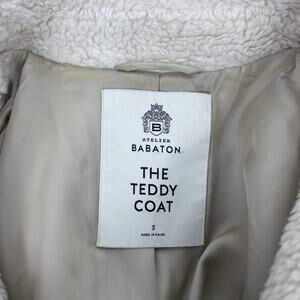 B
ATELIER
BABATON
THE
TEDDY
COAT
2
MADE IN CHINA